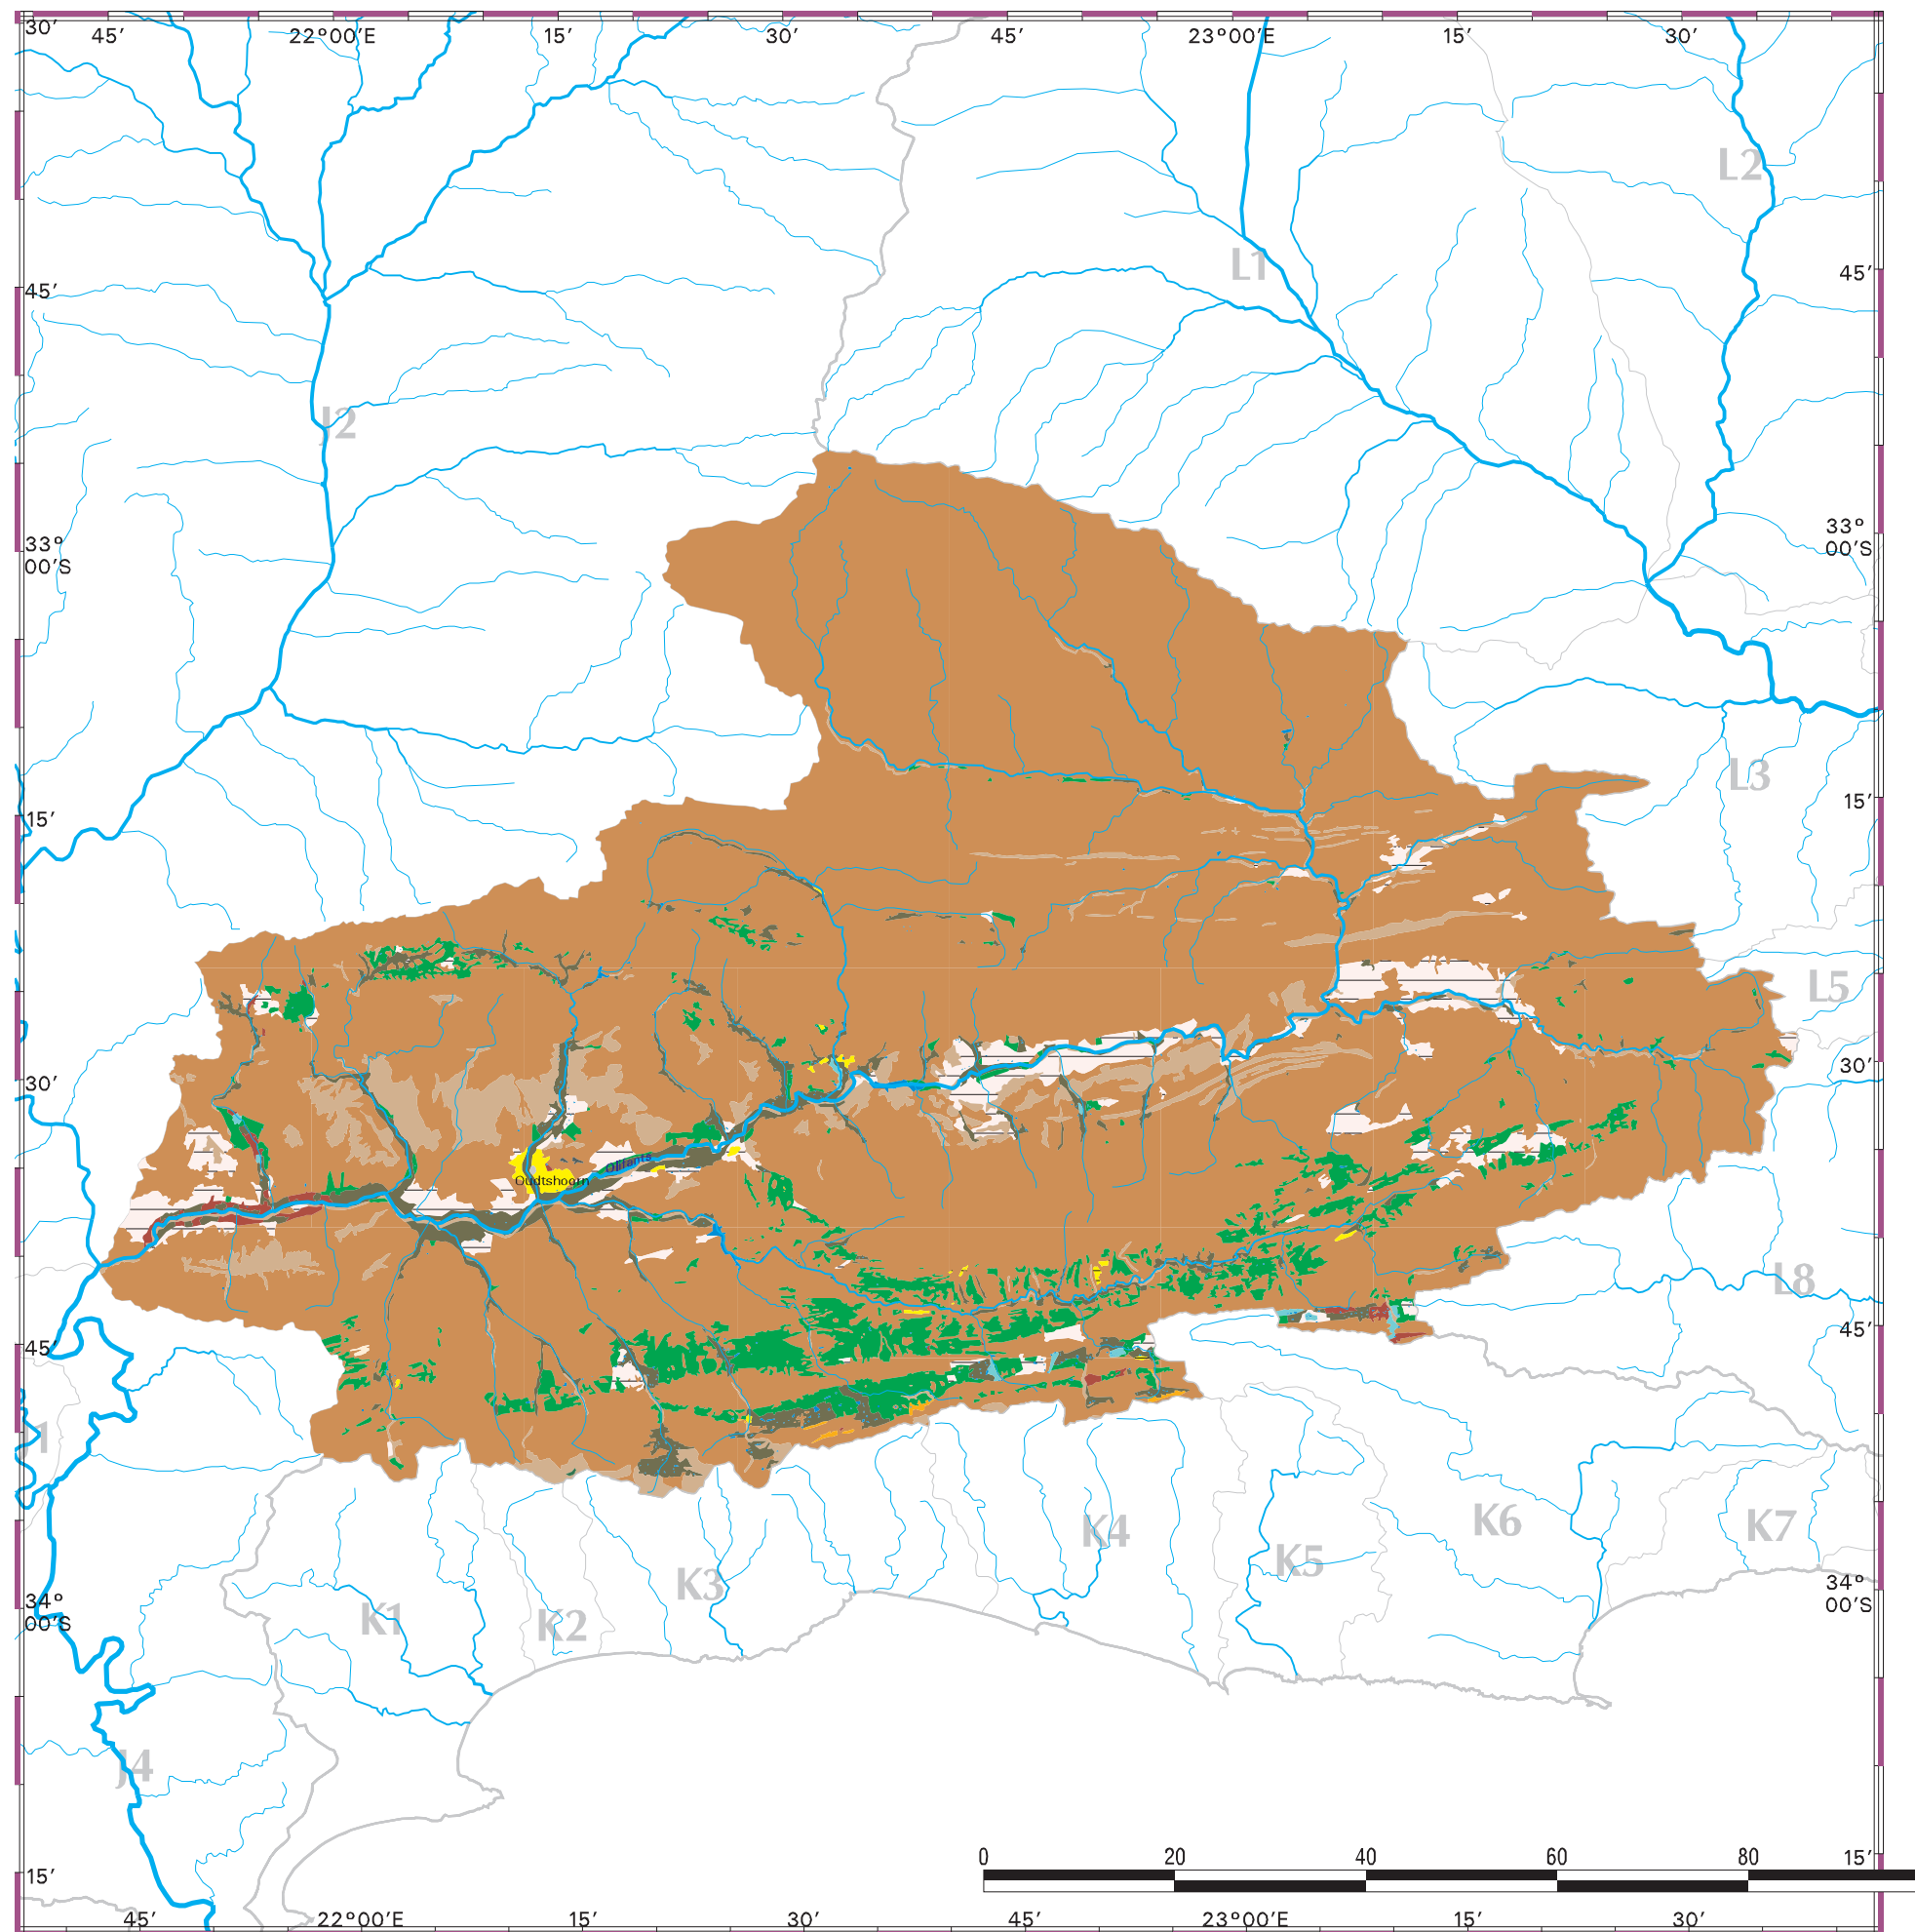 30′
45′ 22°00′E 15′ 30′ 45′ 23°00′E 15′ 30′
L2
L1
45′ 45′
J2
33°
00′S
33°
00′S
L3
15′ 15′
L5
30′ 30′
Olifants
Oudtshoorn
L8
45′ 45′
1
K4 K6 K7
K5
K3
34°
00′S
34°
00′S
K1 K2
J4
0 20 40 60 80
15′ 15′
45′ 22°00′E 15′ 30′ 45′ 23°00′E 15′ 30′